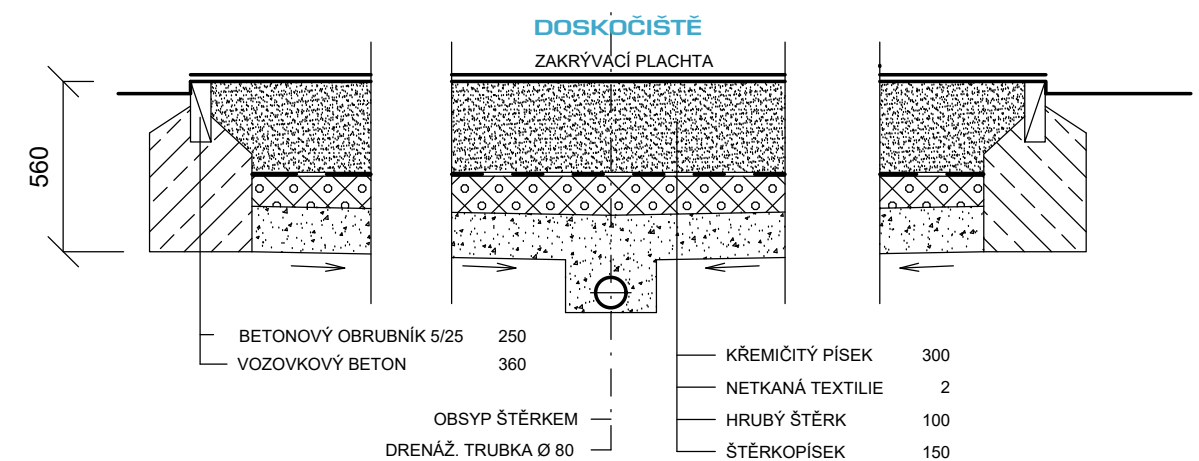 DOSKOČIŠTĚ
ZAKRÝVACÍ PLACHTA
560
BETONOVÝ OBRUBNÍK 5/25 250
VOZOVKOVÝ BETON 360
OBSYP ŠTĚRKEM
DRENÁŽ. TRUBKA Ø 80
KŘEMIČITÝ PÍSEK 300
NETKANÁ TEXTILIE 2
HRUBÝ ŠTĚRK 100
ŠTĚRKOPÍSEK 150